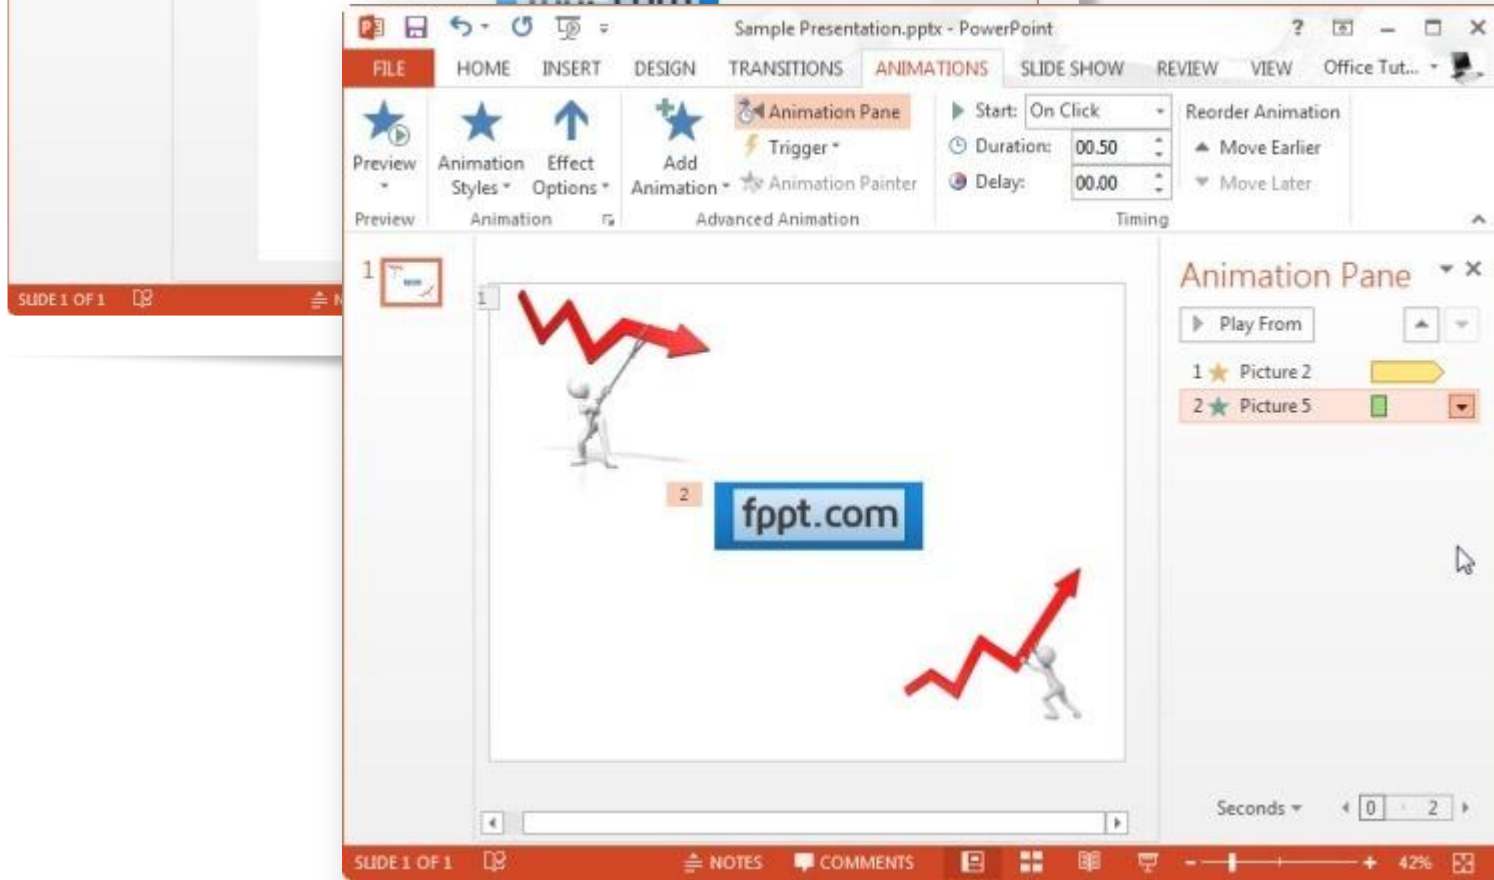 Sample Presentation.pptx - PowerPoint
?
FILE HOME INSERT DESIGN TRANSITIONS ANIMATIONS SLIDE SHOW REVIEW VIEW Office Tut...
Animation Pane Start: On Click Reorder Animation
Preview Animation Styles Effect Options Add Animation Trigger Duration: 00.50 Move Earlier
Animation Painter Delay: 00.00 Move Later
Preview Animation Advanced Animation Timing
1
Animation Pane
1
Play From
1 Picture 2
2 Picture 5
2
fppt.com
Seconds 0 2
SLIDE 1 OF 1
SLIDE 1 OF 1 NOTES COMMENTS 42%